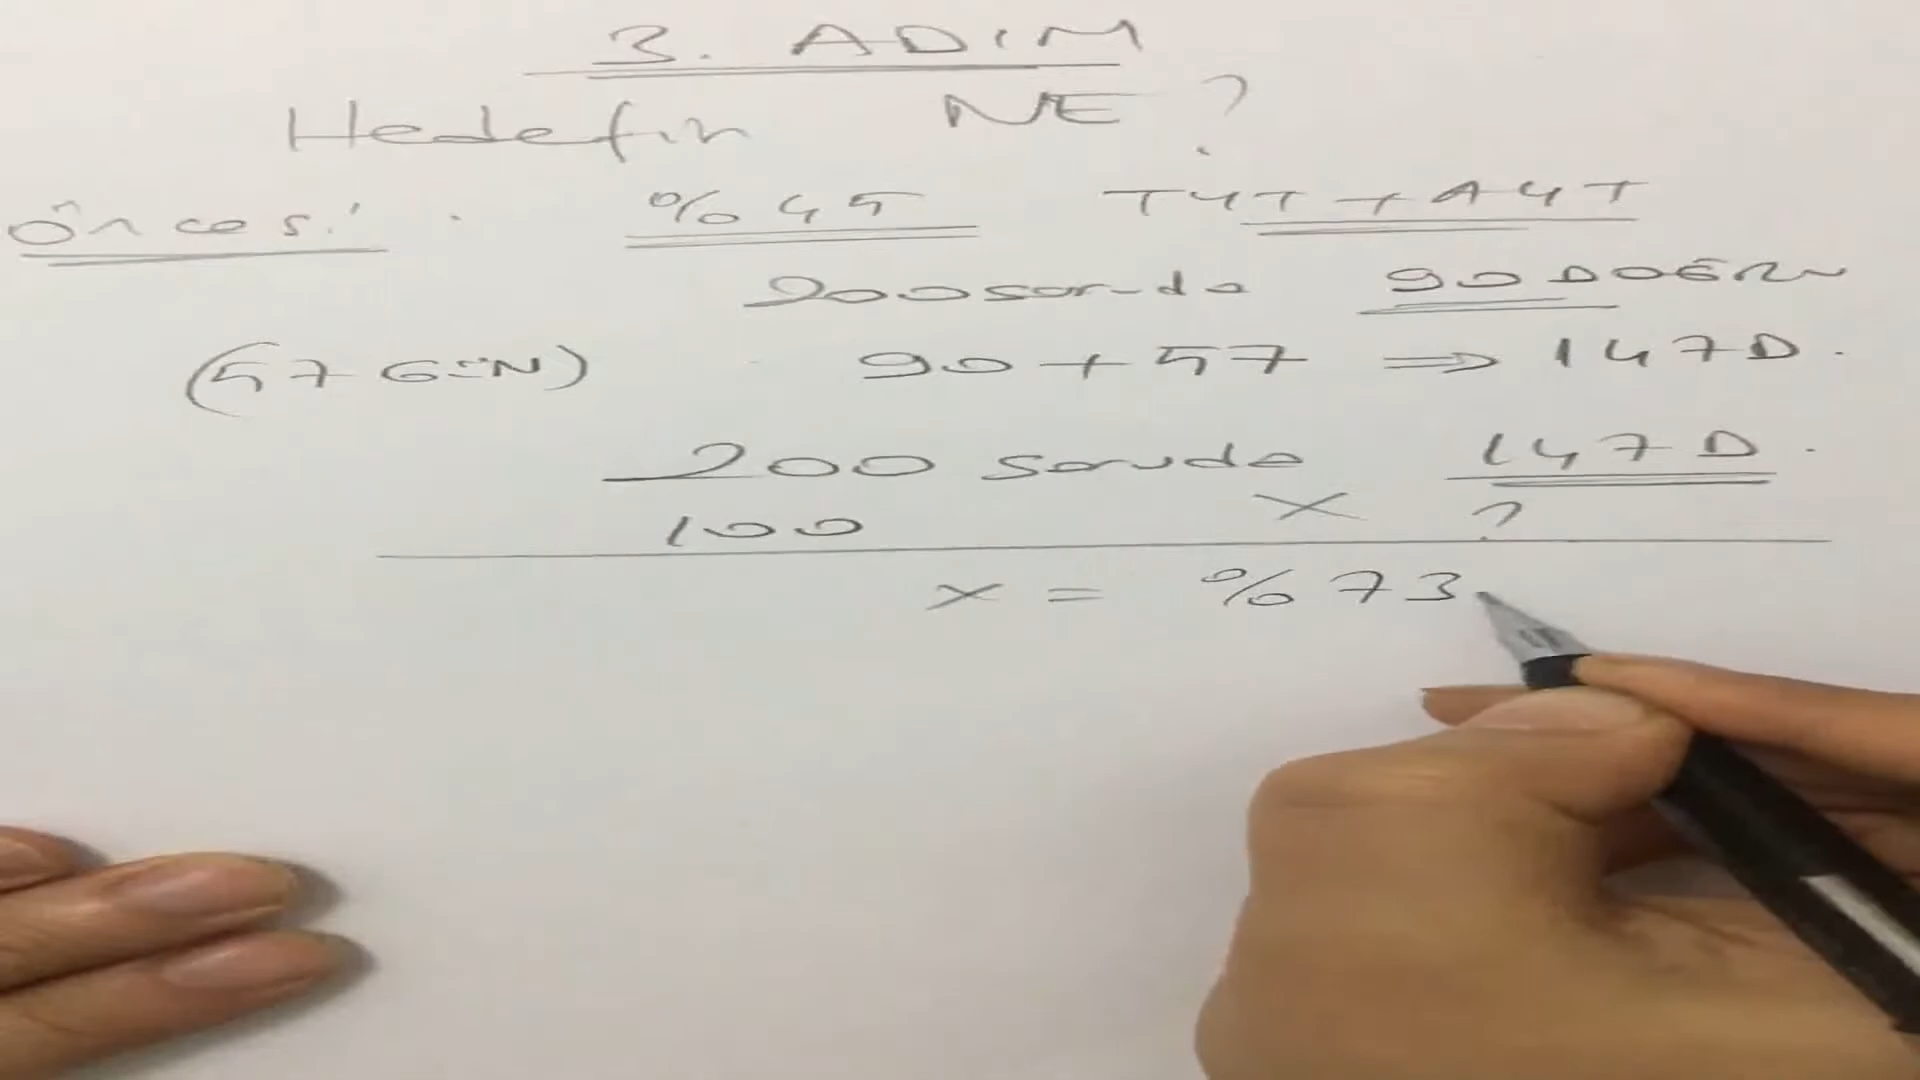 3. ADIM
Hedefin NE ?
Öncesi : %45 TYT + AYT
200 soruda 90 DOĞRU
(57 GÜN) 90 + 57 ⇒ 147 D.
200 soruda 147 D.
100 X ?
x = %73.